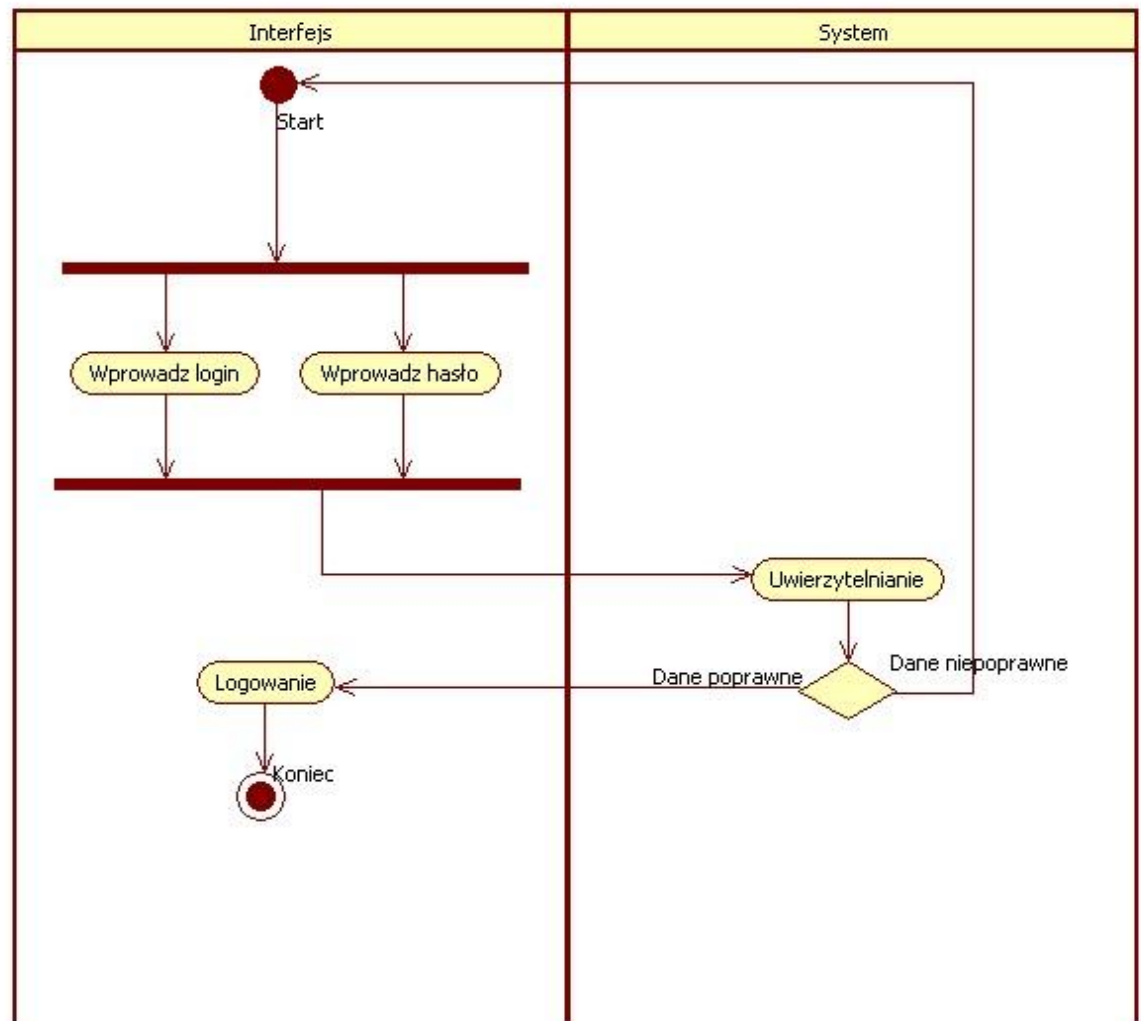 Interfejs
System
Start
Wprowadz login
Wprowadz hasło
Uwierzytelnianie
Dane niepoprawne
Dane poprawne
Logowanie
Koniec